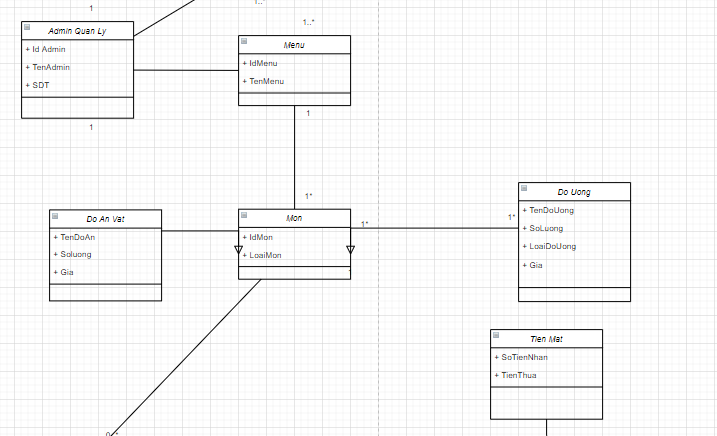 1
1..*
Admin Quan Ly
+ Id Admin
+ TenAdmin
+ SDT
1
1..*
Menu
+ IdMenu
+ TenMenu
1
1*
Do An Vat
+ TenDoAn
+ Soluong
+ Gia
Mon
+ IdMon
+ LoaiMon
1*
1*
Do Uong
+ TenDoUong
+ SoLuong
+ LoaiDoUong
+ Gia
Tien Mat
+ SoTienNhan
+ TienThua